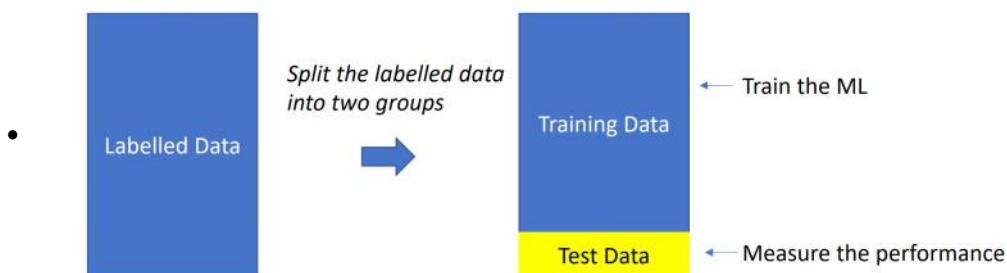 Split the labelled data
into two groups
Labelled Data
Training Data
Train the ML
Test Data
Measure the performance